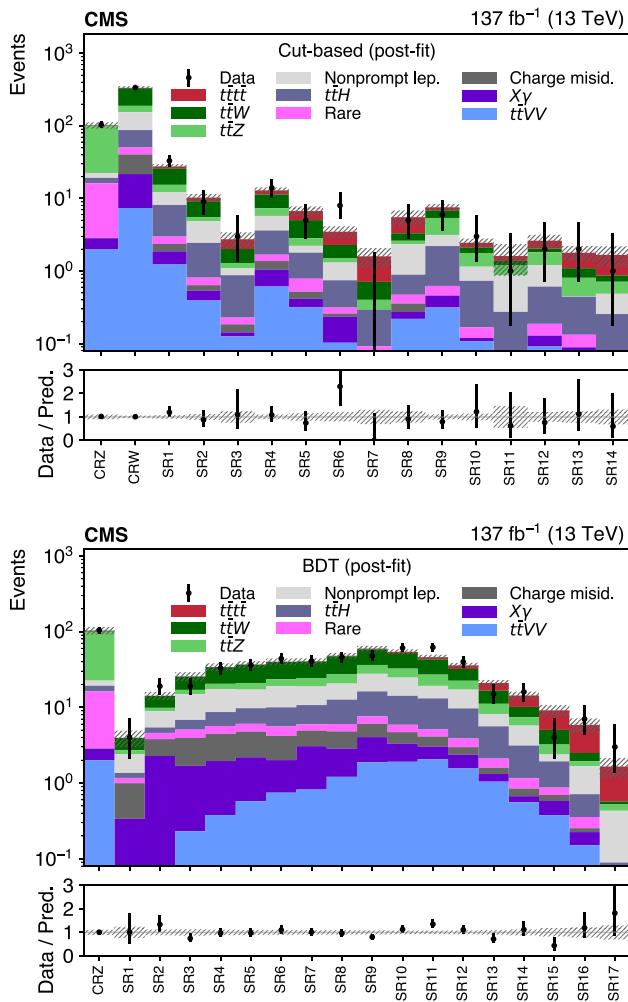 CMS 137 fb⁻¹ (13 TeV)
Cut-based (post-fit)
Data Nonprompt lep. Charge misid.
tt̄tt̄ tt̄H Xγ
tt̄W Rare tt̄VV
tt̄Z
Events
10³
10²
10¹
10⁰
10⁻¹
Data / Pred.
3
2
1
0
CRZ CRW SR1 SR2 SR3 SR4 SR5 SR6 SR7 SR8 SR9 SR10 SR11 SR12 SR13 SR14
CMS 137 fb⁻¹ (13 TeV)
BDT (post-fit)
Data Nonprompt lep. Charge misid.
tt̄tt̄ tt̄H Xγ
tt̄W Rare tt̄VV
tt̄Z
Events
10³
10²
10¹
10⁰
10⁻¹
Data / Pred.
3
2
1
0
CRZ SR1 SR2 SR3 SR4 SR5 SR6 SR7 SR8 SR9 SR10 SR11 SR12 SR13 SR14 SR15 SR16 SR17